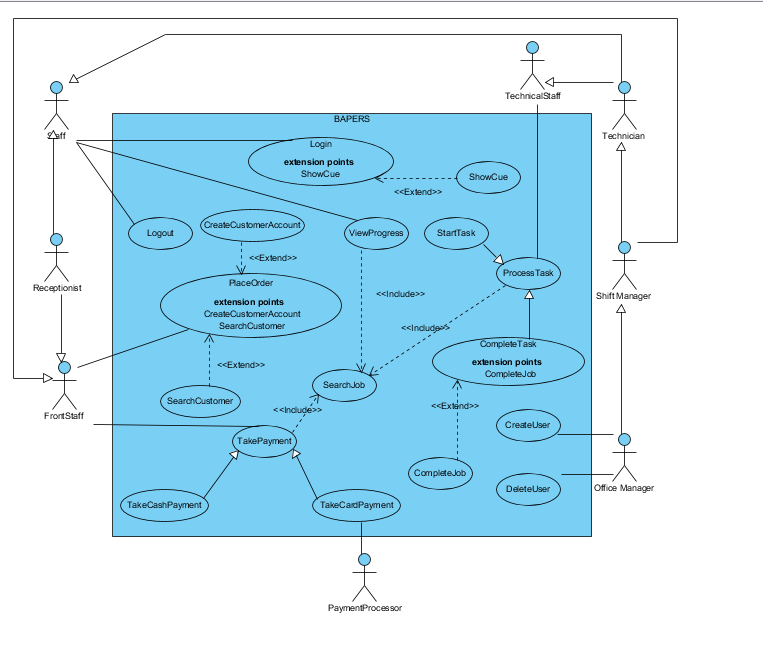 TechnicalStaff
BAPERS
Staff
Technician
Login
extension points
ShowCue
ShowCue
<<Extend>>
CreateCustomerAccount
Logout
ViewProgress
StartTask
<<Extend>>
ProcessTask
PlaceOrder
extension points
CreateCustomerAccount
SearchCustomer
Receptionist
<<Include>>
Shift Manager
<<Include>>
CompleteTask
extension points
CompleteJob
<<Extend>>
SearchJob
SearchCustomer
<<Include>>
<<Extend>>
FrontStaff
CreateUser
TakePayment
CompleteJob
DeleteUser
Office Manager
TakeCashPayment
TakeCardPayment
PaymentProcessor